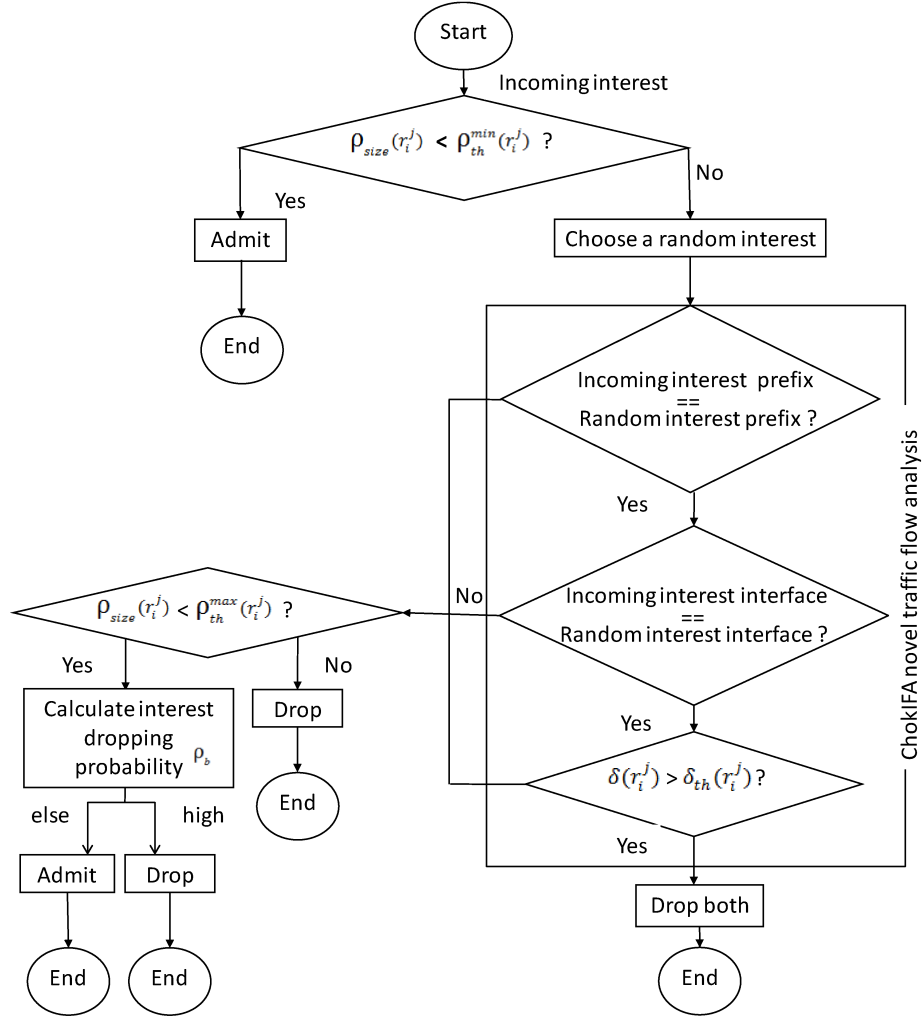 Start
Incoming interest
ρ_size(r_i^j) < ρ_th^min(r_i^j) ?
No
Yes
Admit
Choose a random interest
End
Incoming interest prefix
==
Random interest prefix ?
ChokIFA novel traffic flow analysis
Yes
Incoming interest interface
==
Random interest interface ?
No
ρ_size(r_i^j) < ρ_th^max(r_i^j) ?
Yes
No
Yes
Calculate interest
dropping
probability ρ_b
Drop
δ(r_i^j) > δ_th(r_i^j) ?
End
else
high
Yes
Admit
Drop
Drop both
End
End
End